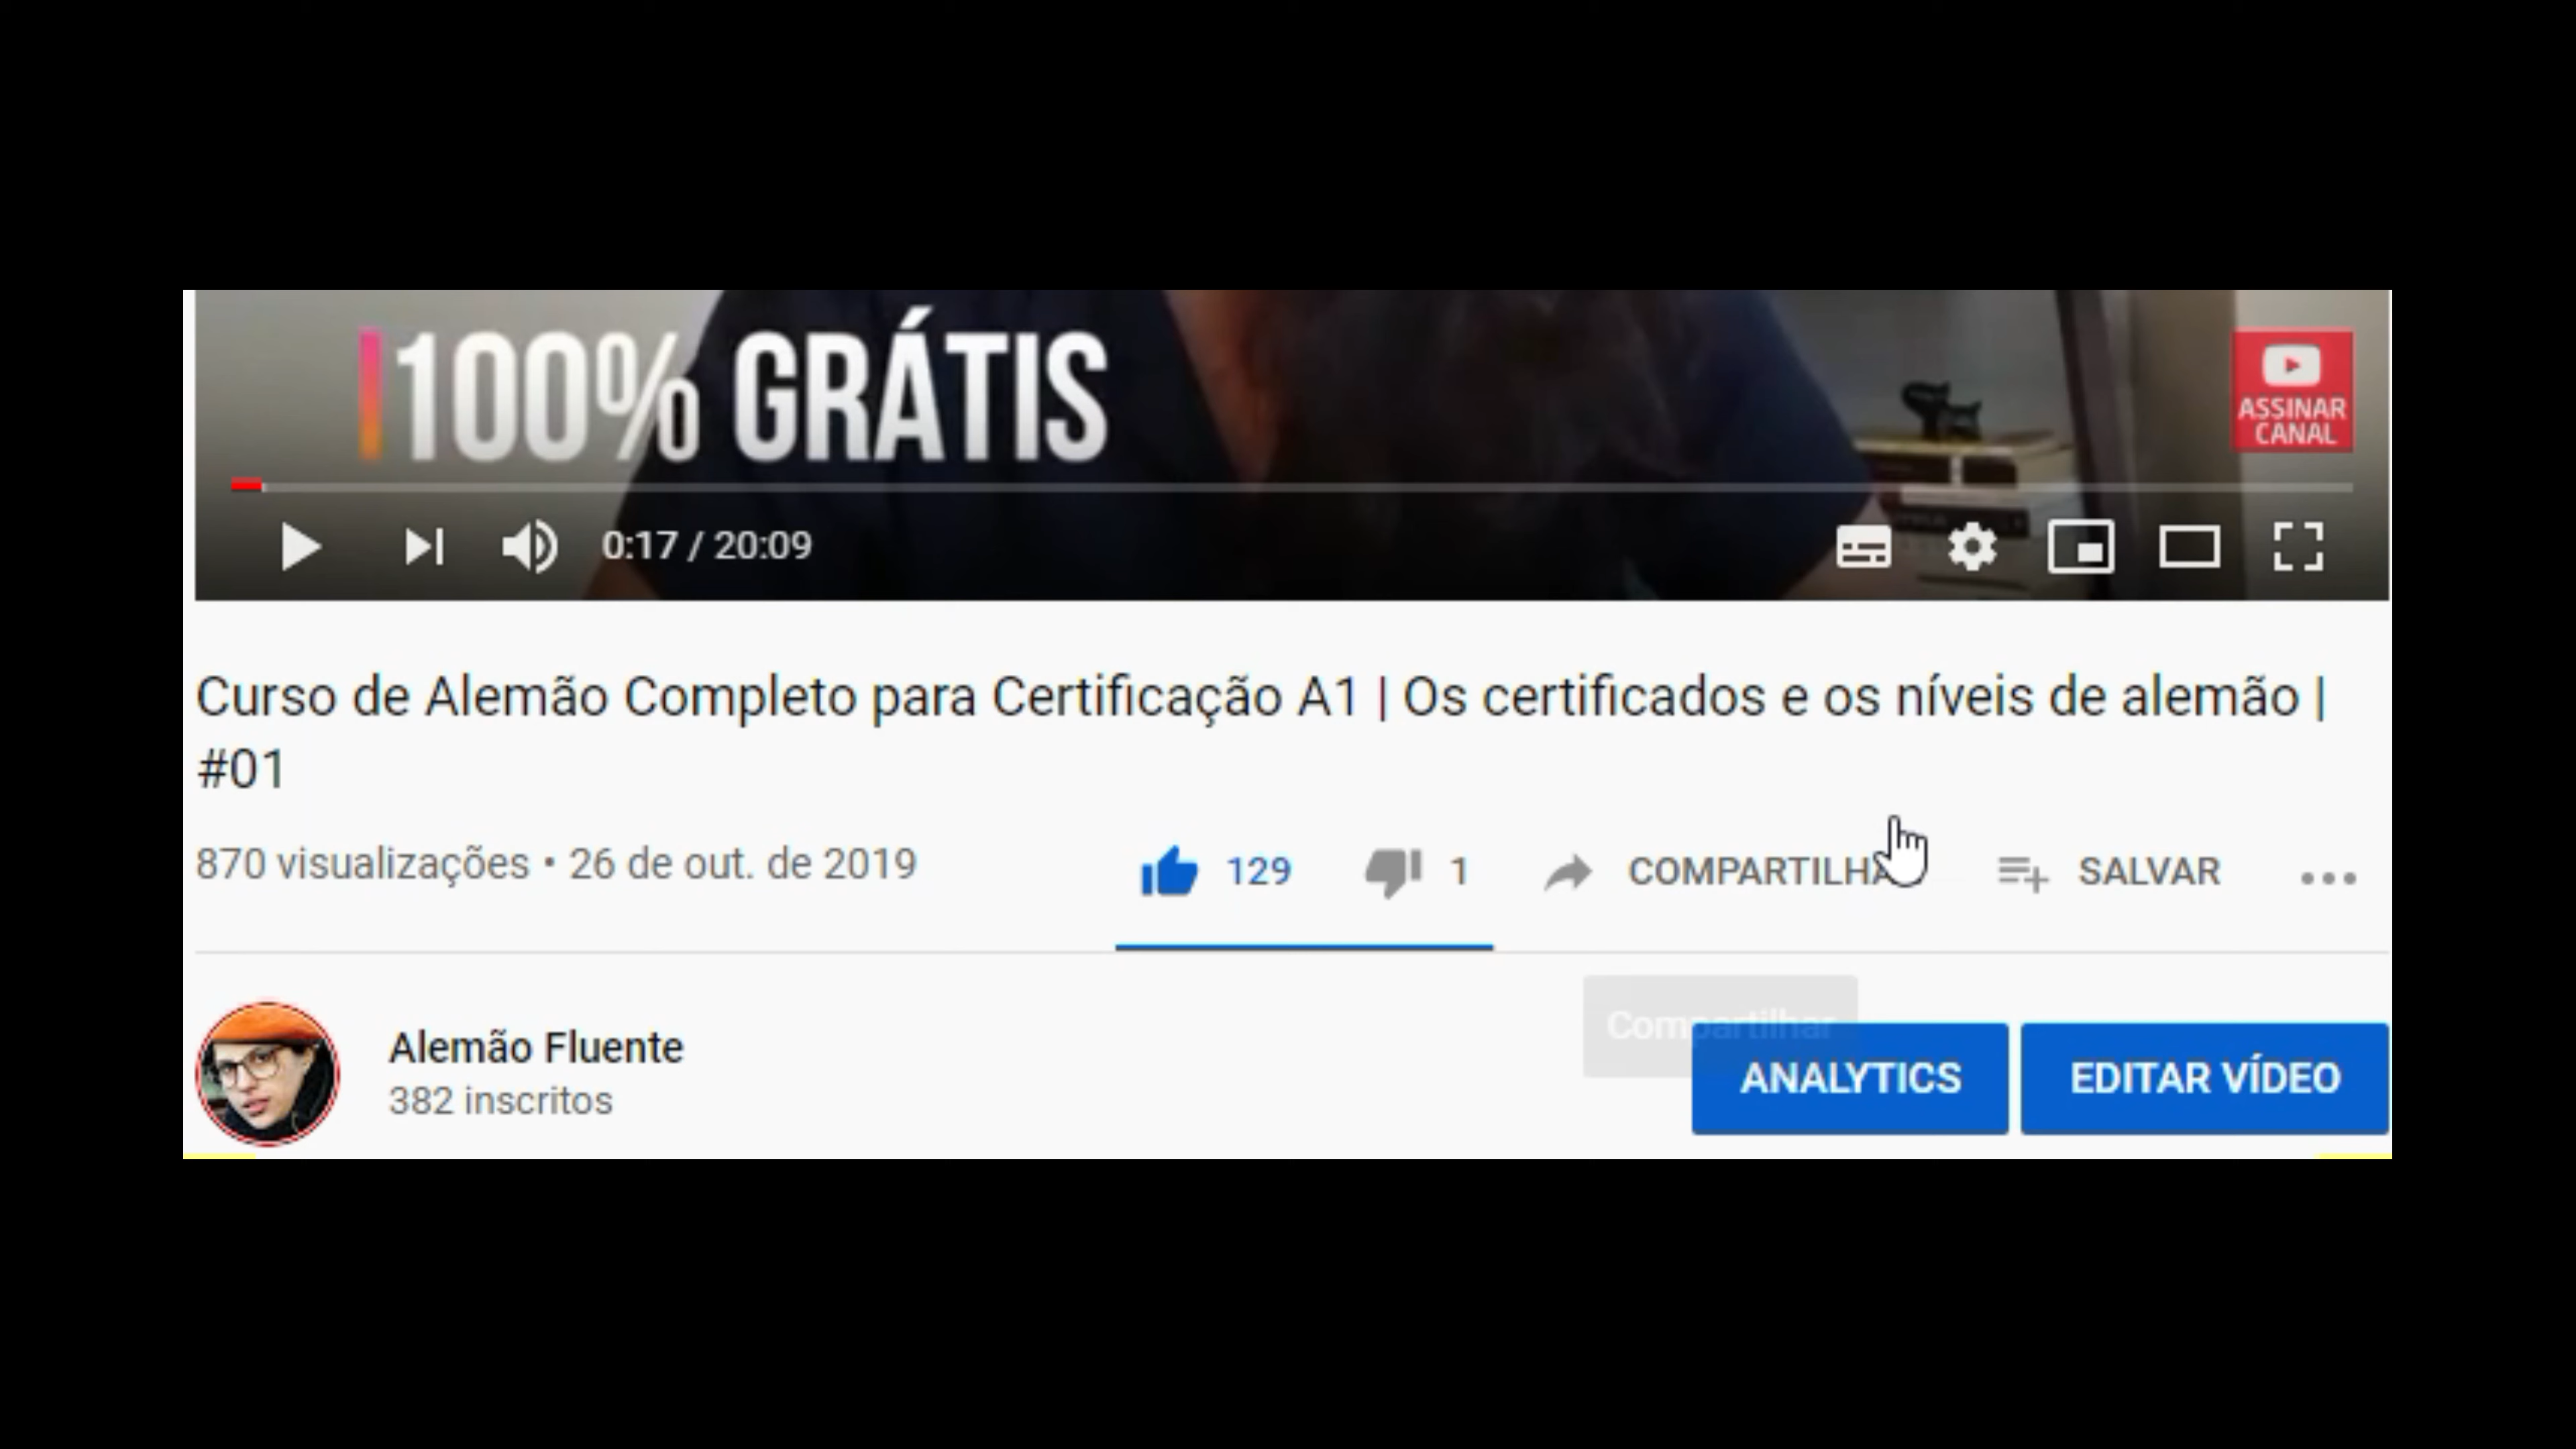 100% GRÁTIS
ASSINAR
CANAL
0:17 / 20:09
Curso de Alemão Completo para Certificação A1 | Os certificados e os níveis de alemão |
#01
870 visualizações • 26 de out. de 2019
129
1
COMPARTILHA
SALVAR
Compartilhar
Alemão Fluente
382 inscritos
ANALYTICS
EDITAR VÍDEO